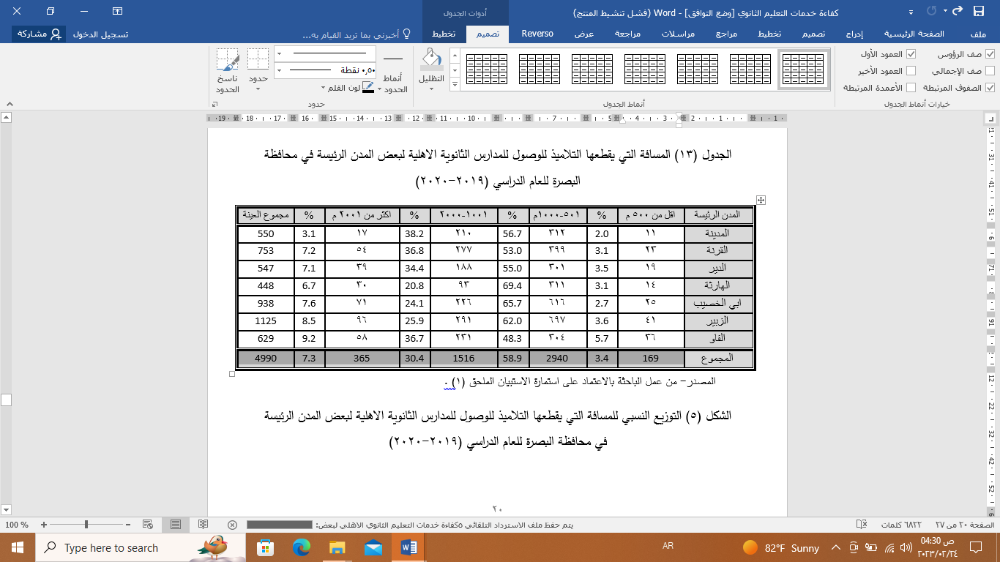 كفاءة خدمات التعليم الثانوي [وضع التوافق] - Word (فشل تنشيط المنتج)
أدوات الجدول
ملف
الصفحة الرئيسية
إدراج
تصميم
تخطيط
مراجع
مراسلات
مراجعة
عرض
Reverso
تصميم
تخطيط
أخبرني بما تريد القيام به...
تسجيل الدخول
مشاركة
صف الرؤوس
العمود الأول
صف الإجمالي
العمود الأخير
الصفوف المرتبطة
الأعمدة المرتبطة
خيارات أنماط الجدول
أنماط الجدول
التظليل
أنماط الحدود
٠,٥٠ نقطة
لون القلم
حدود
ناسخ الحدود
حدود
الجدول (١٣) المسافة التي يقطعها التلاميذ للوصول للمدارس الثانوية الاهلية لبعض المدن الرئيسة في محافظة
البصرة للعام الدراسي (٢٠١٩-٢٠٢٠)
المدن الرئيسة اقل من ٥٠٠ م % ٥٠١-١٠٠٠م % ١٠٠١-٢٠٠٠ % اكثر من ٢٠٠١ م % مجموع العينة
المدينة ١١ 2.0 ٣١٢ 56.7 ٢١٠ 38.2 ١٧ 3.1 550
القرنة ٢٣ 3.1 ٣٩٩ 53.0 ٢٧٧ 36.8 ٥٤ 7.2 753
الدير ١٩ 3.5 ٣٠١ 55.0 ١٨٨ 34.4 ٣٩ 7.1 547
الهارثة ١٤ 3.1 ٣١١ 69.4 ٩٣ 20.8 ٣٠ 6.7 448
ابي الخصيب ٢٥ 2.7 ٦١٦ 65.7 ٢٢٦ 24.1 ٧١ 7.6 938
الزبير ٤١ 3.6 ٦٩٧ 62.0 ٢٩١ 25.9 ٩٦ 8.5 1125
الفاو ٣٦ 5.7 ٣٠٤ 48.3 ٢٣١ 36.7 ٥٨ 9.2 629
المجموع 169 3.4 2940 58.9 1516 30.4 365 7.3 4990
المصدر- من عمل الباحثة بالاعتماد على استمارة الاستبيان الملحق (١) .
الشكل (٥) التوزيع النسبي للمسافة التي يقطعها التلاميذ للوصول للمدارس الثانوية الاهلية لبعض المدن الرئيسة
في محافظة البصرة للعام الدراسي (٢٠١٩-٢٠٢٠)
٢٠
الصفحة ٢٠ من ٢٧
٦٨٢٢ كلمات
يتم حفظ ملف الاسترداد التلقائي ٥كفاءة خدمات التعليم الثانوي الاهلي لبعض:
100 %
Type here to search
AR
82°F Sunny
04:30 ص
٢٠٢٣/٠٢/٢٤